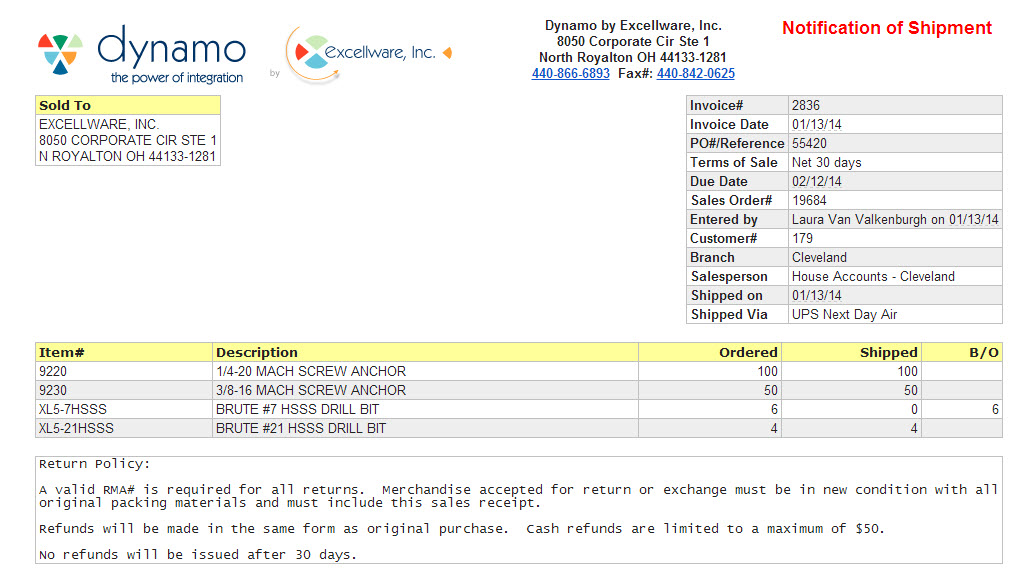 dynamo
the power of integration
by
excellware, Inc.
Dynamo by Excellware, Inc.
8050 Corporate Cir Ste 1
North Royalton OH 44133-1281
440-866-6893 Fax#: 440-842-0625
Notification of Shipment
Sold To
EXCELLWARE, INC.
8050 CORPORATE CIR STE 1
N ROYALTON OH 44133-1281
Invoice# 2836
Invoice Date 01/13/14
PO#/Reference 55420
Terms of Sale Net 30 days
Due Date 02/12/14
Sales Order# 19684
Entered by Laura Van Valkenburgh on 01/13/14
Customer# 179
Branch Cleveland
Salesperson House Accounts - Cleveland
Shipped on 01/13/14
Shipped Via UPS Next Day Air
Item# Description Ordered Shipped B/O
9220 1/4-20 MACH SCREW ANCHOR 100 100
9230 3/8-16 MACH SCREW ANCHOR 50 50
XL5-7HSSS BRUTE #7 HSSS DRILL BIT 6 0 6
XL5-21HSSS BRUTE #21 HSSS DRILL BIT 4 4
Return Policy:
A valid RMA# is required for all returns. Merchandise accepted for return or exchange must be in new condition with all
original packing materials and must include this sales receipt.
Refunds will be made in the same form as original purchase. Cash refunds are limited to a maximum of $50.
No refunds will be issued after 30 days.